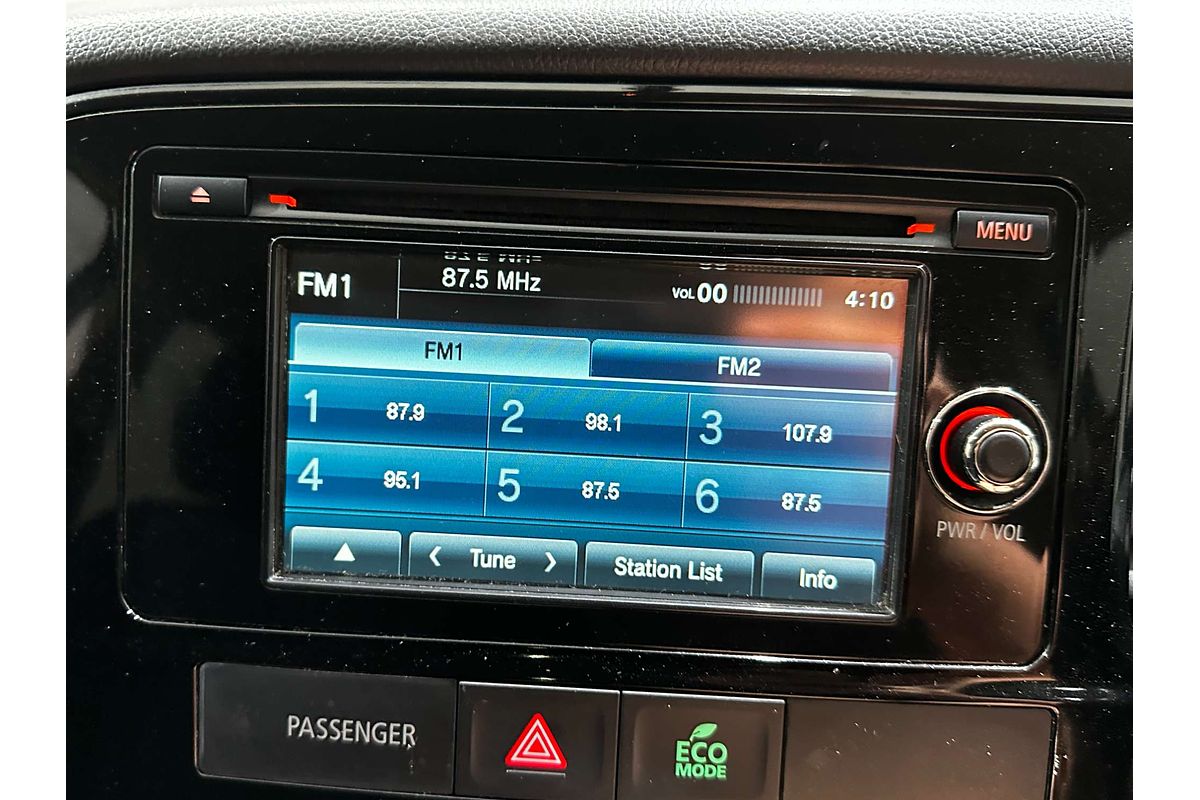 MENU
FM1
87.5 MHz
VOL 00
4:10
FM1
FM2
1 87.9
2 98.1
3 107.9
4 95.1
5 87.5
6 87.5
Tune
Station List
Info
PWR / VOL
PASSENGER
ECO
MODE